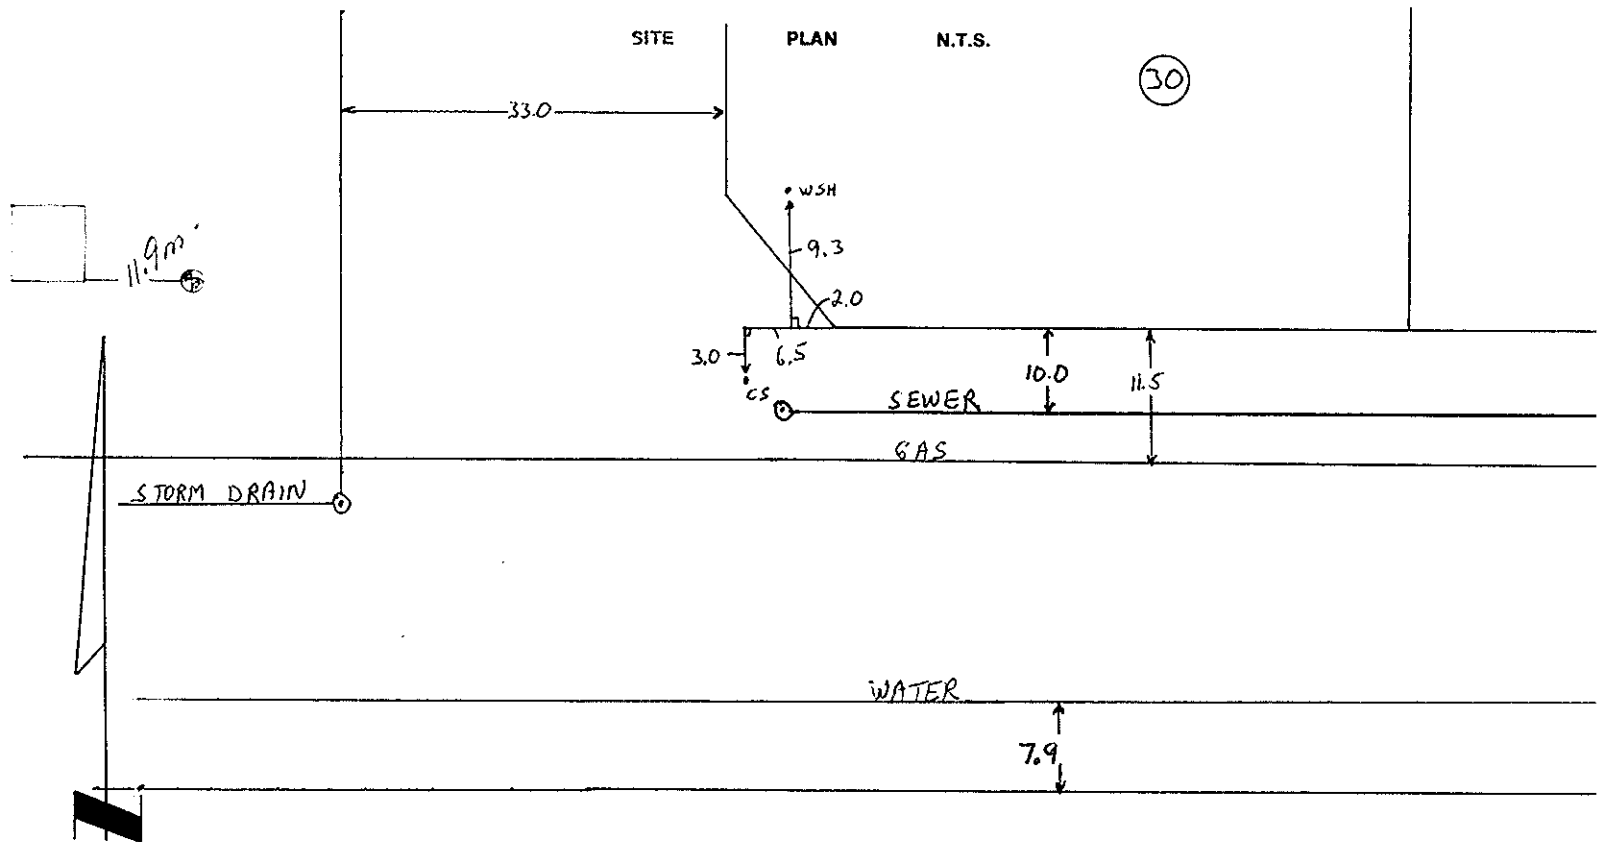 SITE PLAN N.T.S.
30
33.0
WSH
11.9m
9.3
2.0
3.0
6.5
CS
10.0
11.5
SEWER
GAS
STORM DRAIN
WATER
7.9